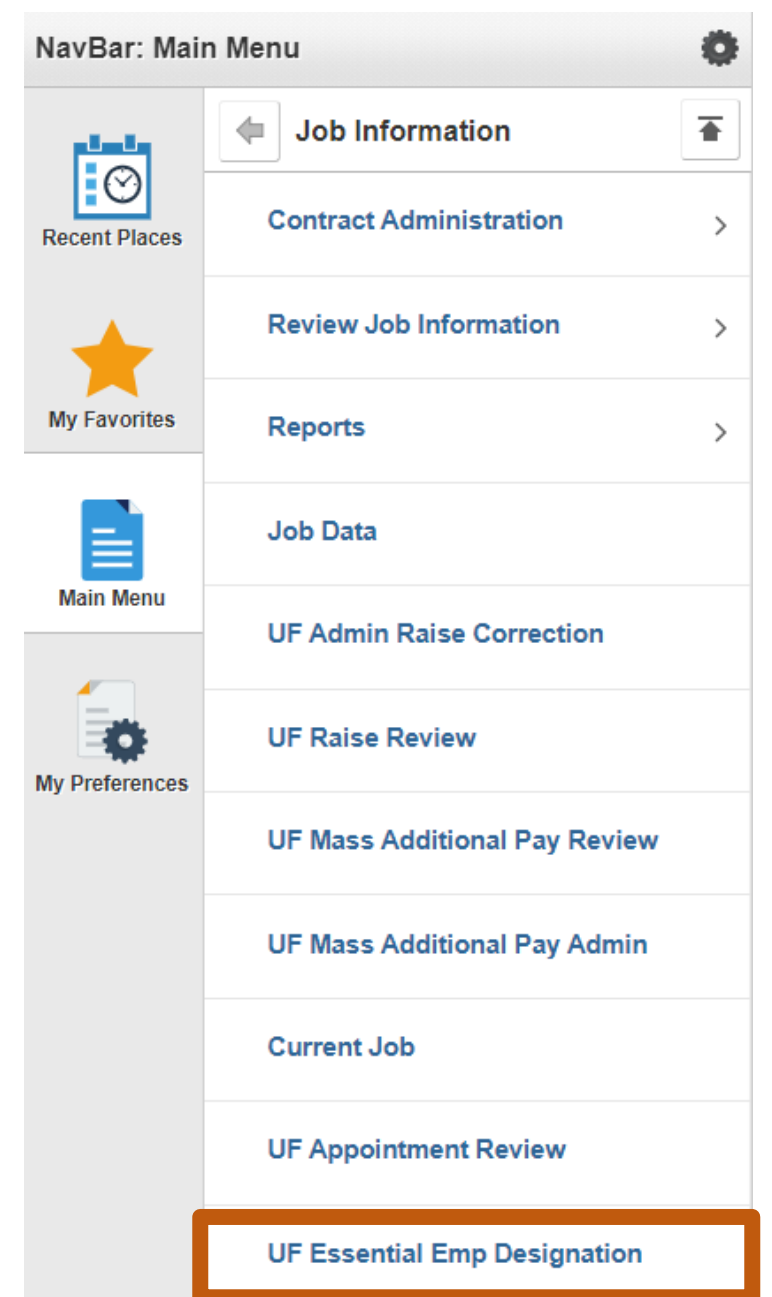 NavBar: Main Menu
Job Information
Recent Places
My Favorites
Main Menu
My Preferences
Contract Administration
Review Job Information
Reports
Job Data
UF Admin Raise Correction
UF Raise Review
UF Mass Additional Pay Review
UF Mass Additional Pay Admin
Current Job
UF Appointment Review
UF Essential Emp Designation